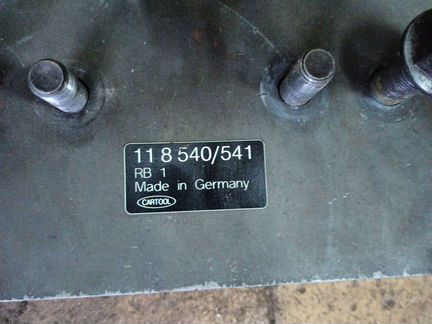 11 8 540/541
RB 1
Made in Germany
CARTOOL